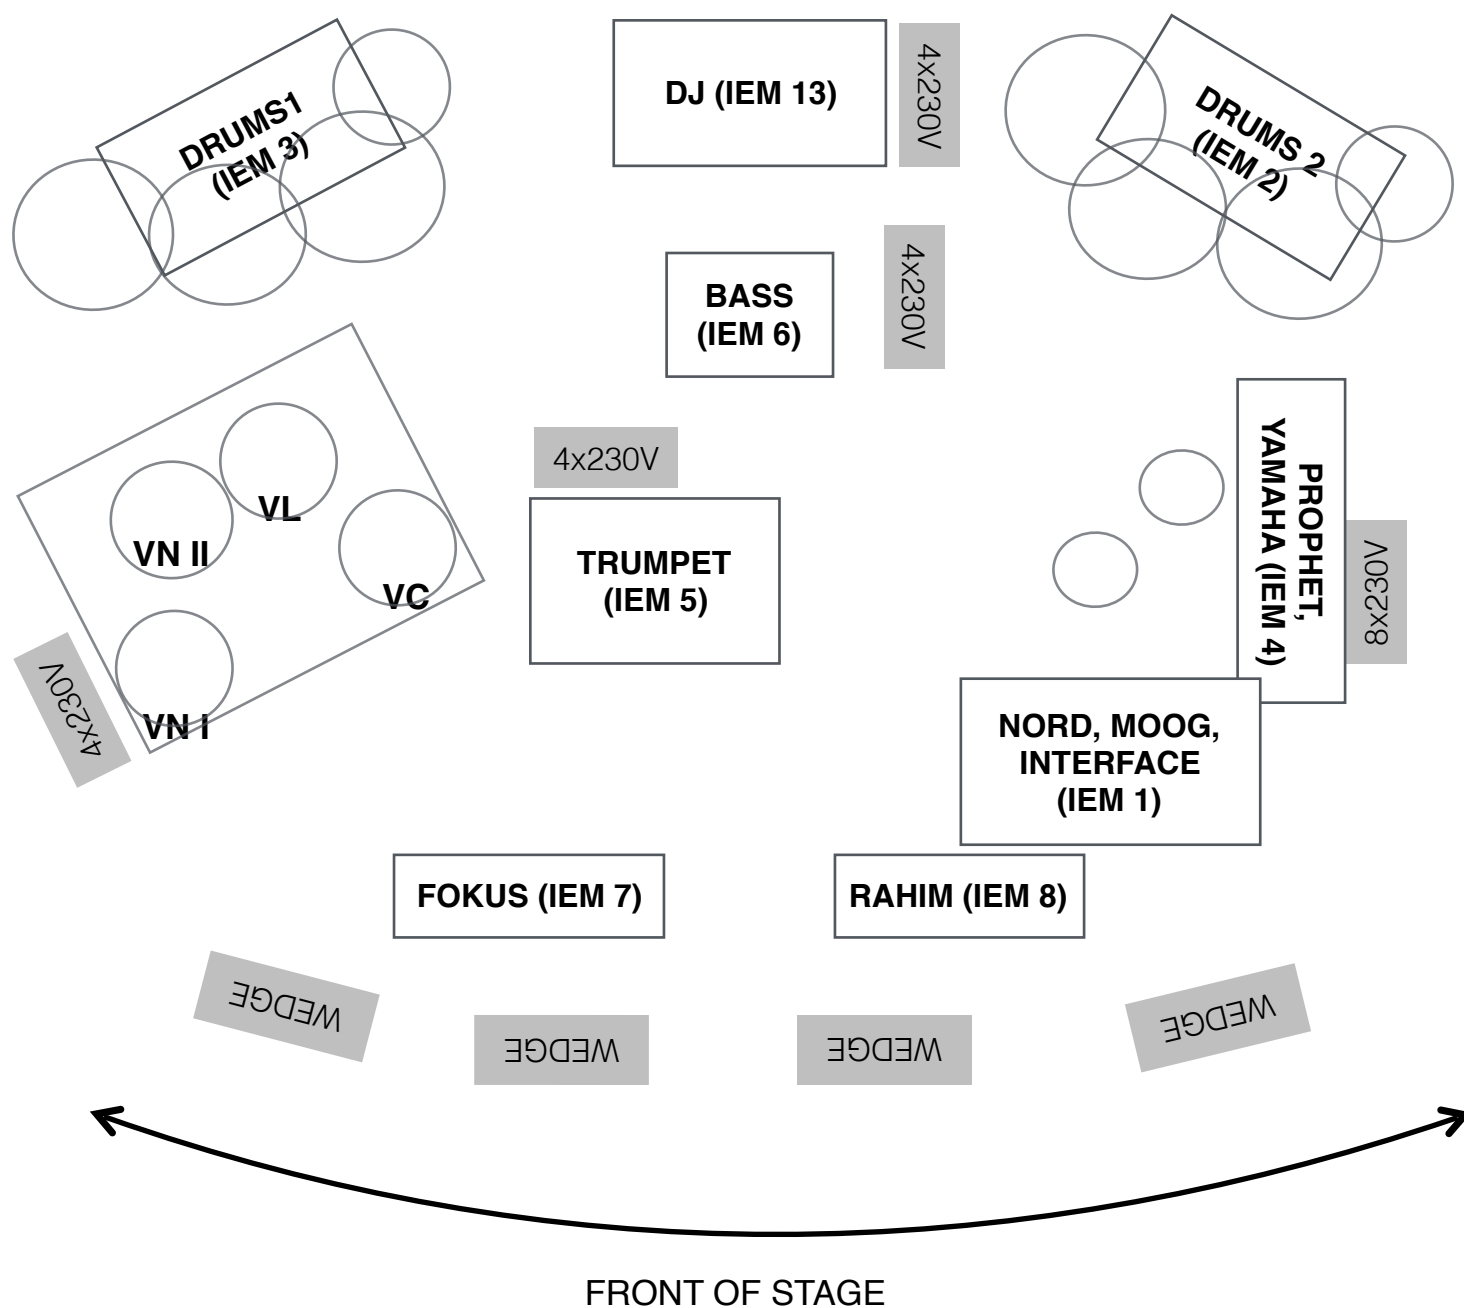 DRUMS1
(IEM 3)
DJ (IEM 13)
4x230V
DRUMS 2
(IEM 2)
BASS
(IEM 6)
4x230V
VL
VN II
VC
VN I
4x230V
4x230V
TRUMPET
(IEM 5)
PROPHET,
YAMAHA (IEM 4)
8x230V
NORD, MOOG,
INTERFACE
(IEM 1)
FOKUS (IEM 7)
RAHIM (IEM 8)
WEDGE
WEDGE
WEDGE
WEDGE
FRONT OF STAGE